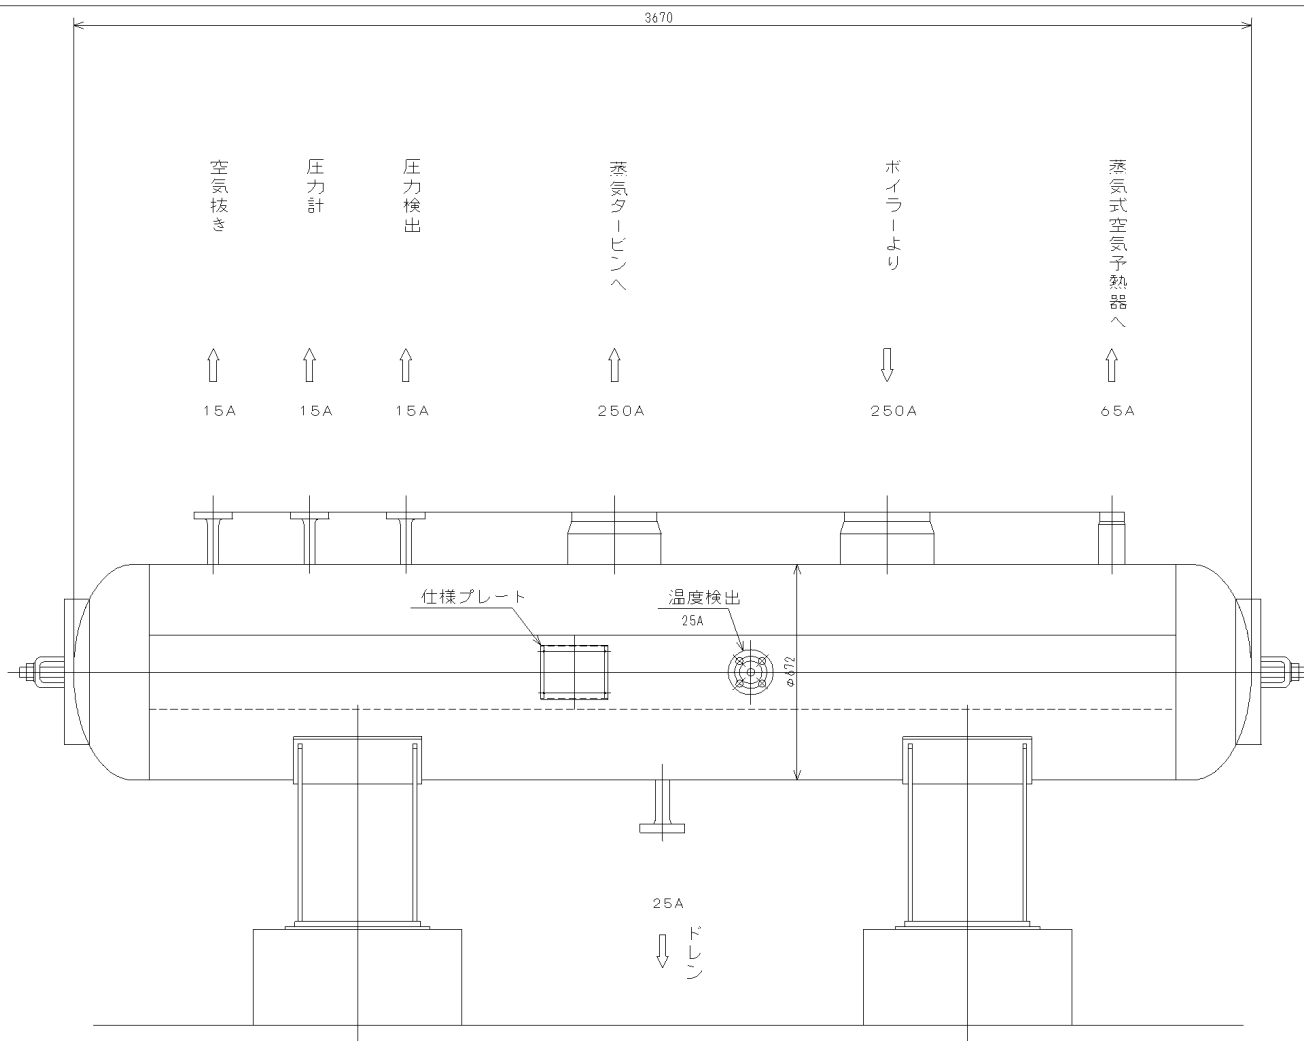 3670
空気抜き
圧力計
圧力検出
蒸気タービンへ
ボイラーより
蒸気式空気予熱器へ
15A
15A
15A
250A
250A
65A
仕様プレート
温度検出
25A
φ672
25A
ドレン